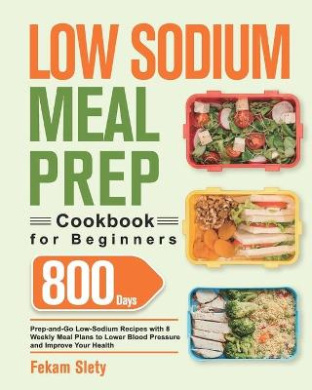 LOW SODIUM
MEAL
PREP
Cookbook
for Beginners
800 Days
Prep-and-Go Low-Sodium Recipes with 8
Weekly Meal Plans to Lower Blood Pressure
and Improve Your Health
Fekam Slety